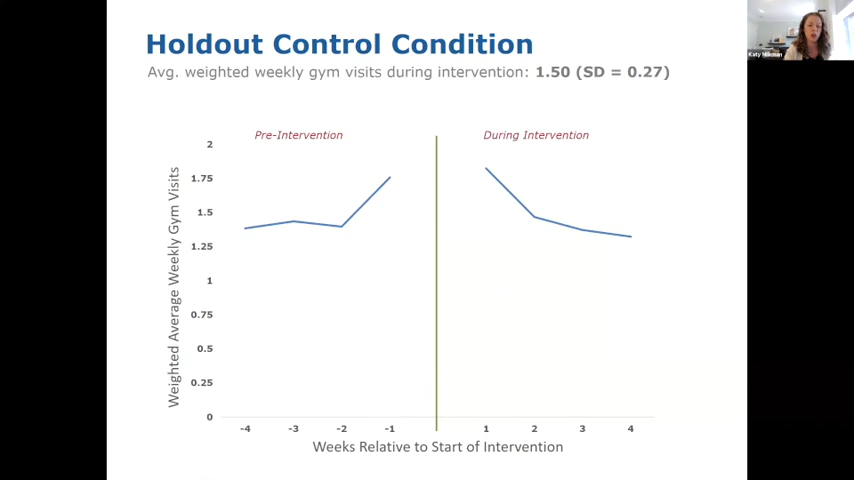 Holdout Control Condition
Avg. weighted weekly gym visits during intervention: 1.50 (SD = 0.27)
Katy Milkman
Pre-Intervention
During Intervention
Weighted Average Weekly Gym Visits
2
1.75
1.5
1.25
1
0.75
0.5
0.25
0
-4
-3
-2
-1
1
2
3
4
Weeks Relative to Start of Intervention